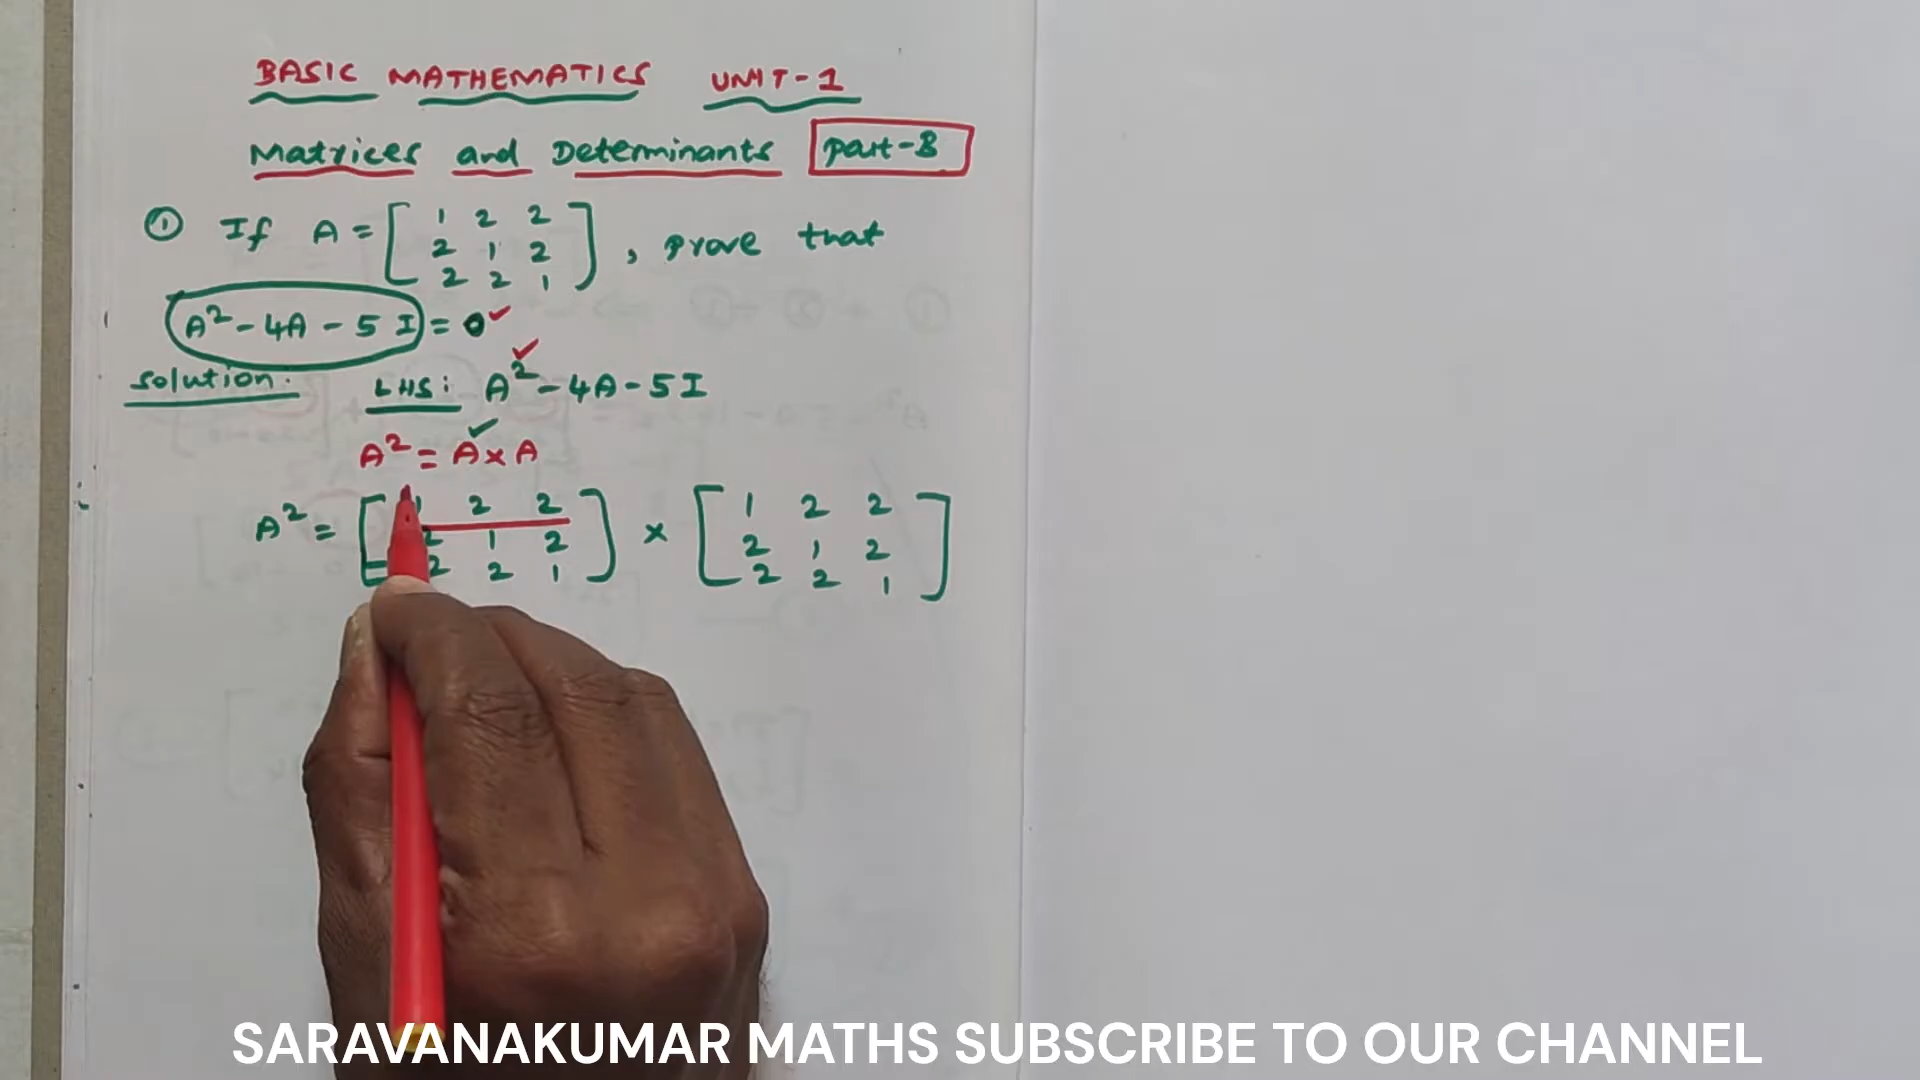 BASIC MATHEMATICS UNIT-1
Matrices and Determinants part-B
① If A = [ 1 2 2
2 1 2
2 2 1 ], prove that
A² - 4A - 5 I = 0 ✓
Solution. LHS: A² - 4A - 5I
A² = A × A
A² = [ 1 2 2 ] × [ 1 2 2 ]
2 1 2 2 1 2
2 2 1 2 2 1
SARAVANAKUMAR MATHS SUBSCRIBE TO OUR CHANNEL